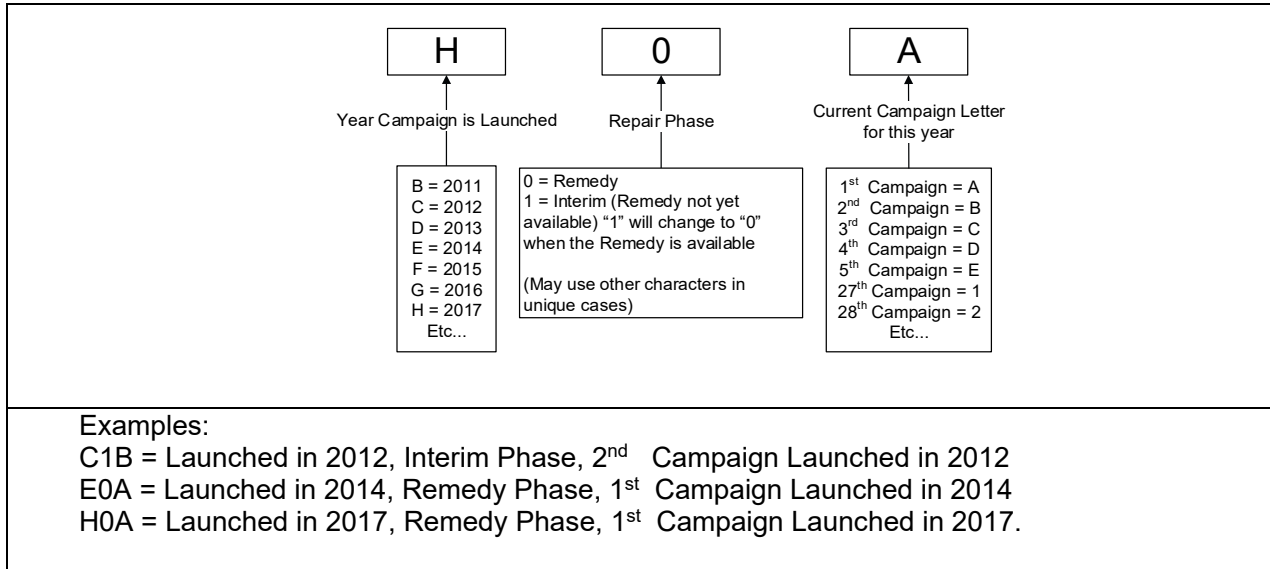 H
0
A
Year Campaign is Launched
Repair Phase
Current Campaign Letter
for this year
B = 2011
C = 2012
D = 2013
E = 2014
F = 2015
G = 2016
H = 2017
Etc...
0 = Remedy
1 = Interim (Remedy not yet
available) “1” will change to “0”
when the Remedy is available
(May use other characters in
unique cases)
1st Campaign = A
2nd Campaign = B
3rd Campaign = C
4th Campaign = D
5th Campaign = E
27th Campaign = 1
28th Campaign = 2
Etc...
Examples:
C1B = Launched in 2012, Interim Phase, 2nd Campaign Launched in 2012
E0A = Launched in 2014, Remedy Phase, 1st Campaign Launched in 2014
H0A = Launched in 2017, Remedy Phase, 1st Campaign Launched in 2017.